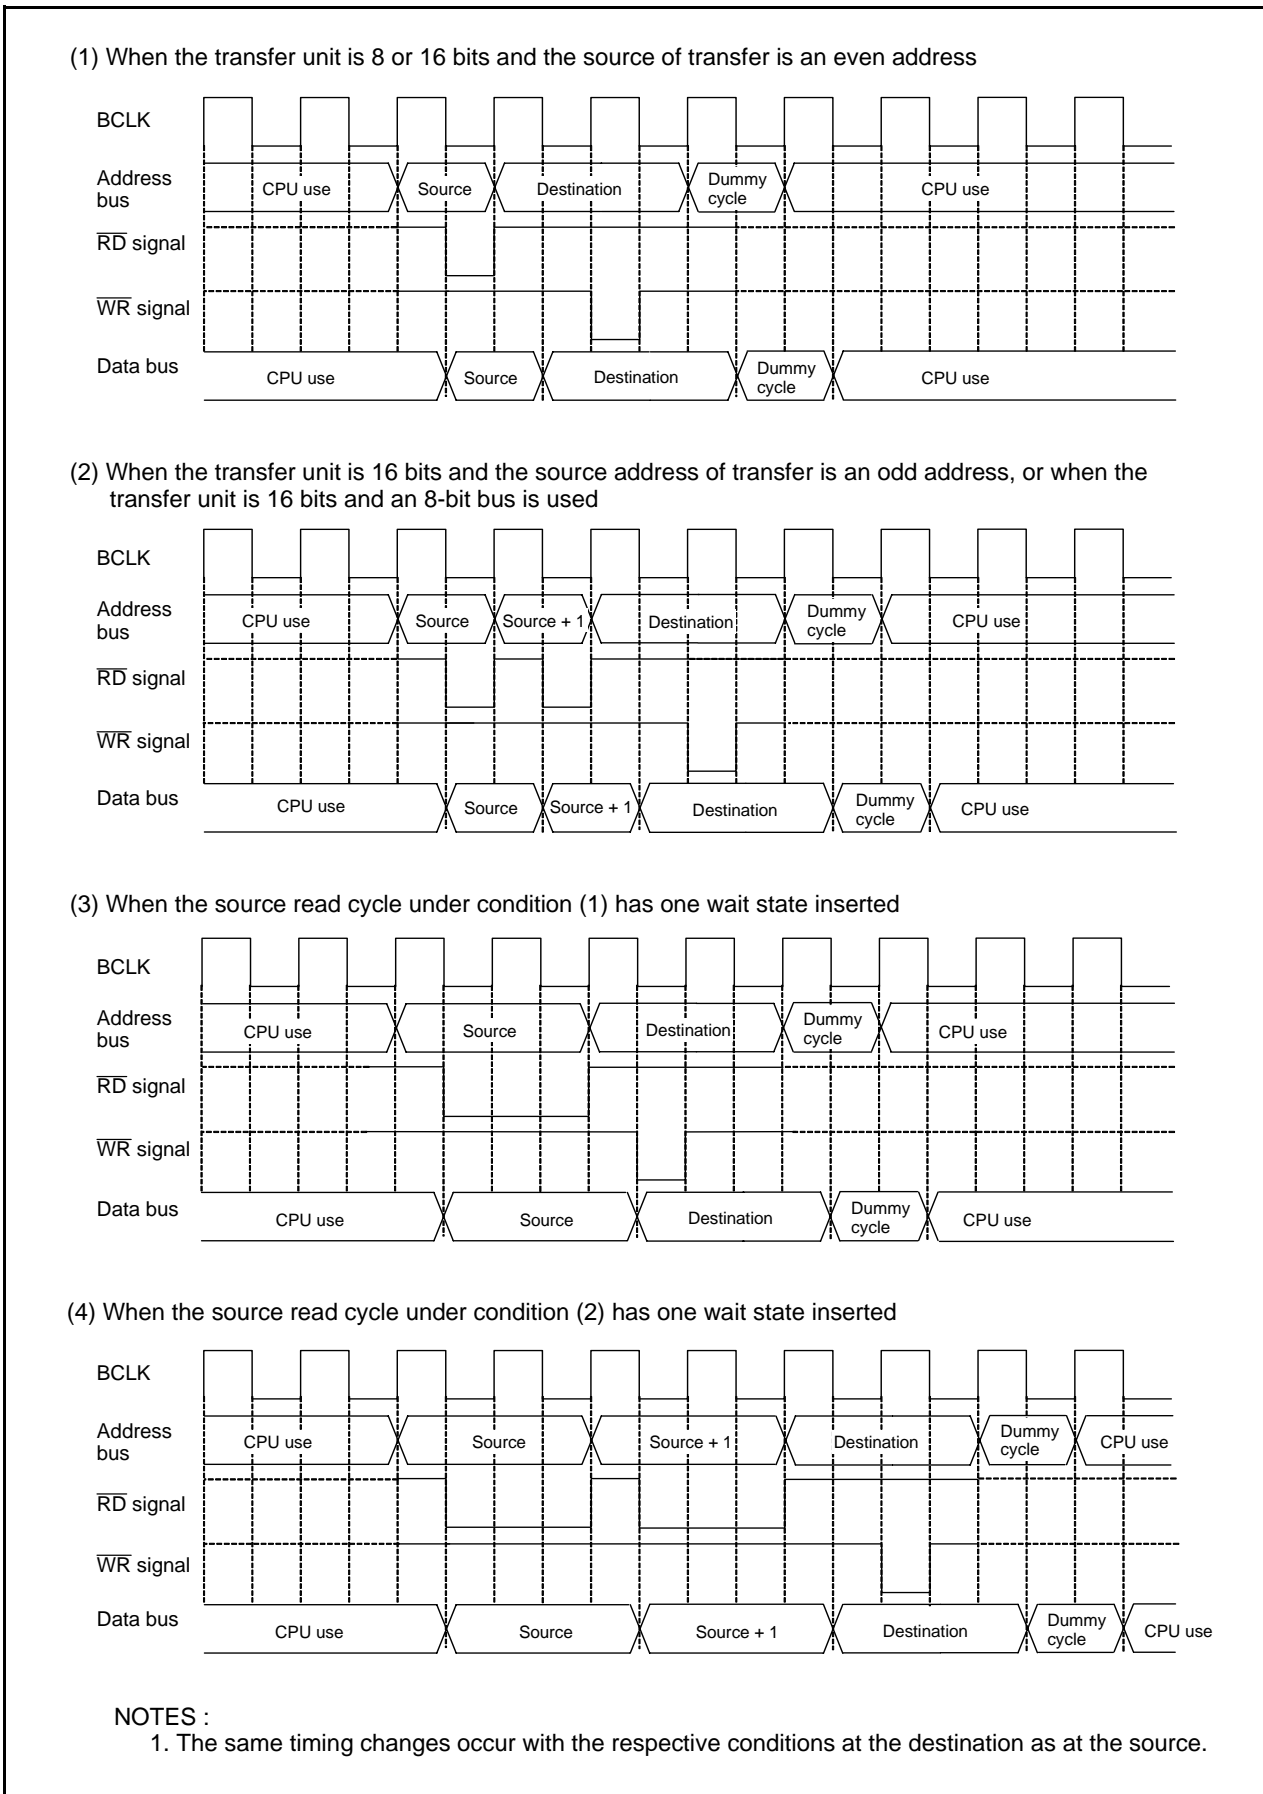 (1) When the transfer unit is 8 or 16 bits and the source of transfer is an even address
BCLK
Address
bus
CPU use
Source
Destination
Dummy
cycle
CPU use
RD signal
WR signal
Data bus
CPU use
Source
Destination
Dummy
cycle
CPU use
(2) When the transfer unit is 16 bits and the source address of transfer is an odd address, or when the
transfer unit is 16 bits and an 8-bit bus is used
BCLK
Address
bus
CPU use
Source
Source + 1
Destination
Dummy
cycle
CPU use
RD signal
WR signal
Data bus
CPU use
Source
Source + 1
Destination
Dummy
cycle
CPU use
(3) When the source read cycle under condition (1) has one wait state inserted
BCLK
Address
bus
CPU use
Source
Destination
Dummy
cycle
CPU use
RD signal
WR signal
Data bus
CPU use
Source
Destination
Dummy
cycle
CPU use
(4) When the source read cycle under condition (2) has one wait state inserted
BCLK
Address
bus
CPU use
Source
Source + 1
Destination
Dummy
cycle
CPU use
RD signal
WR signal
Data bus
CPU use
Source
Source + 1
Destination
Dummy
cycle
CPU use
NOTES :
1. The same timing changes occur with the respective conditions at the destination as at the source.